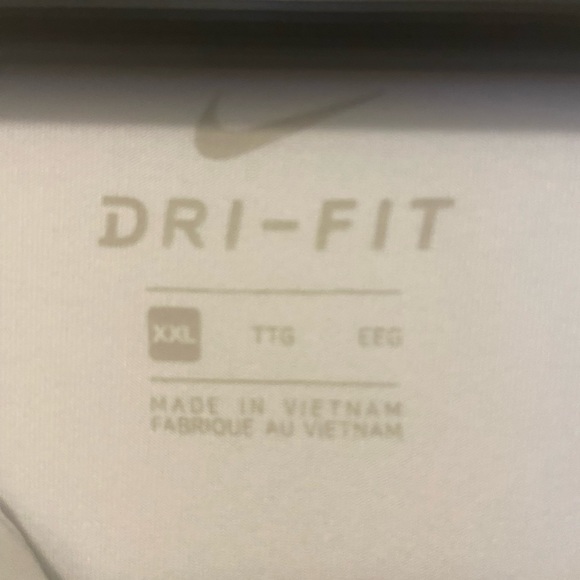 DRI-FIT
XXL TTG EEG
MADE IN VIETNAM
FABRIQUE AU VIETNAM